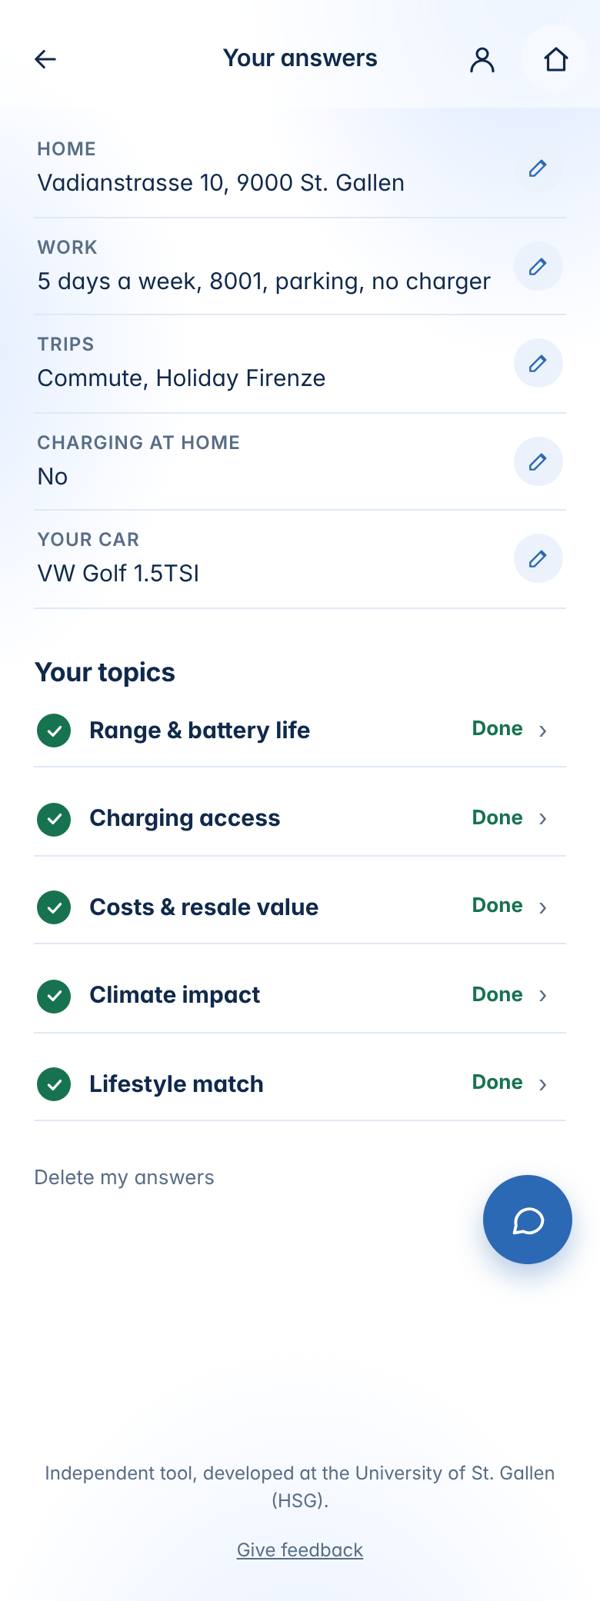 Your answers
HOME
Vadianstrasse 10, 9000 St. Gallen
WORK
5 days a week, 8001, parking, no charger
TRIPS
Commute, Holiday Firenze
CHARGING AT HOME
No
YOUR CAR
VW Golf 1.5TSI
Your topics
Range & battery life Done
Charging access Done
Costs & resale value Done
Climate impact Done
Lifestyle match Done
Delete my answers
Independent tool, developed at the University of St. Gallen
(HSG).
Give feedback